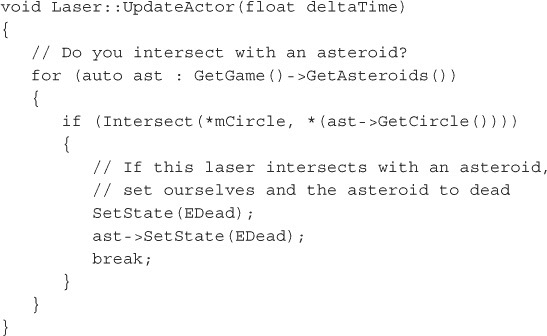 void Laser::UpdateActor(float deltaTime)
{
   // Do you intersect with an asteroid?
   for (auto ast : GetGame()->GetAsteroids())
   {
      if (Intersect(*mCircle, *(ast->GetCircle())))
      {
         // If this laser intersects with an asteroid,
         // set ourselves and the asteroid to dead
         SetState(EDead);
         ast->SetState(EDead);
         break;
      }
   }
}